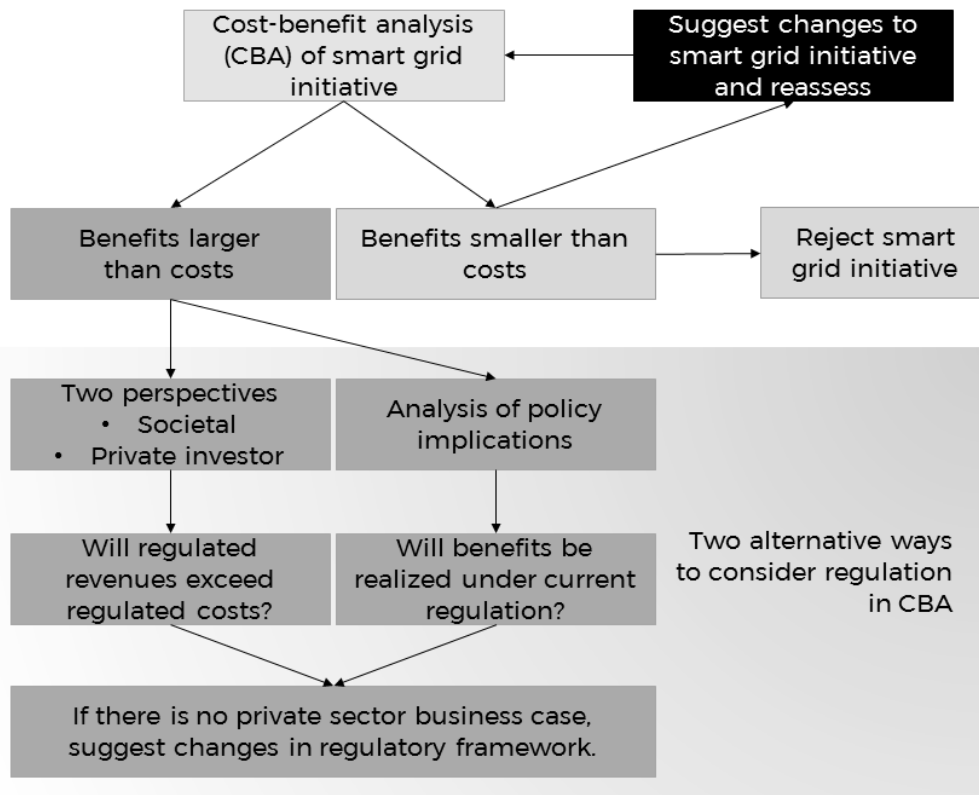 Cost-benefit analysis
(CBA) of smart grid
initiative
Suggest changes to
smart grid initiative
and reassess
Benefits larger
than costs
Benefits smaller than
costs
Reject smart
grid initiative
Two perspectives
• Societal
• Private investor
Analysis of policy
implications
Will regulated
revenues exceed
regulated costs?
Will benefits be
realized under current
regulation?
Two alternative ways
to consider regulation
in CBA
If there is no private sector business case,
suggest changes in regulatory framework.